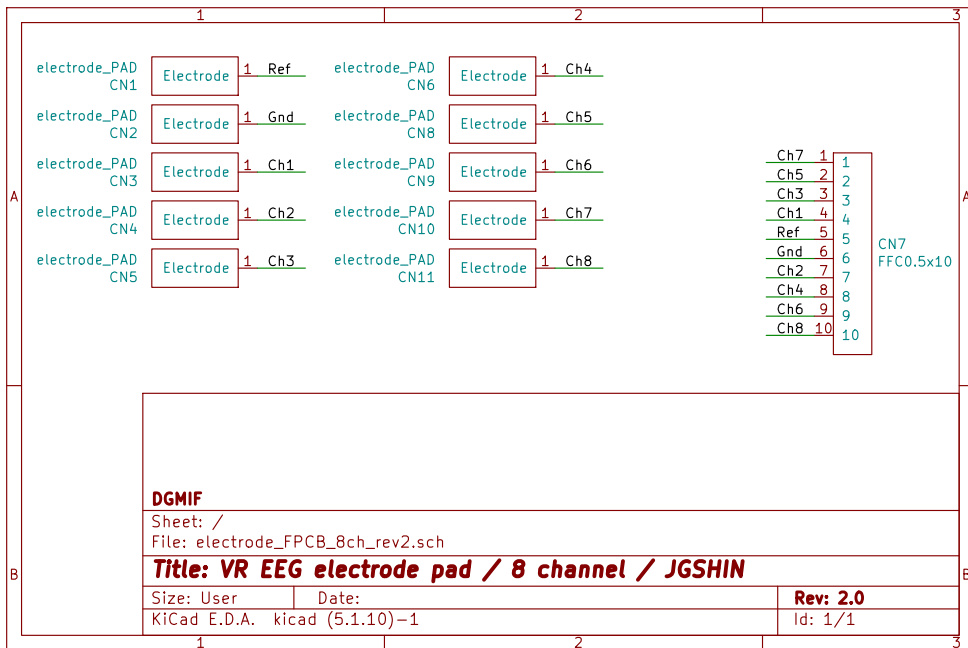 1 2 3
electrode_PAD
CN1
Electrode
1 Ref
electrode_PAD
CN2
Electrode
1 Gnd
electrode_PAD
CN3
Electrode
1 Ch1
electrode_PAD
CN4
Electrode
1 Ch2
electrode_PAD
CN5
Electrode
1 Ch3
electrode_PAD
CN6
Electrode
1 Ch4
electrode_PAD
CN8
Electrode
1 Ch5
electrode_PAD
CN9
Electrode
1 Ch6
electrode_PAD
CN10
Electrode
1 Ch7
electrode_PAD
CN11
Electrode
1 Ch8
Ch7 1 1
Ch5 2 2
Ch3 3 3
Ch1 4 4
Ref 5 5
Gnd 6 6
Ch2 7 7
Ch4 8 8
Ch6 9 9
Ch8 10 10
CN7
FFC0.5x10
A A
DGMIF
Sheet: /
File: electrode_FPCB_8ch_rev2.sch
B B
Title: VR EEG electrode pad / 8 channel / JGSHIN
Size: User Date: Rev: 2.0
KiCad E.D.A. kicad (5.1.10)-1 Id: 1/1
1 2 3